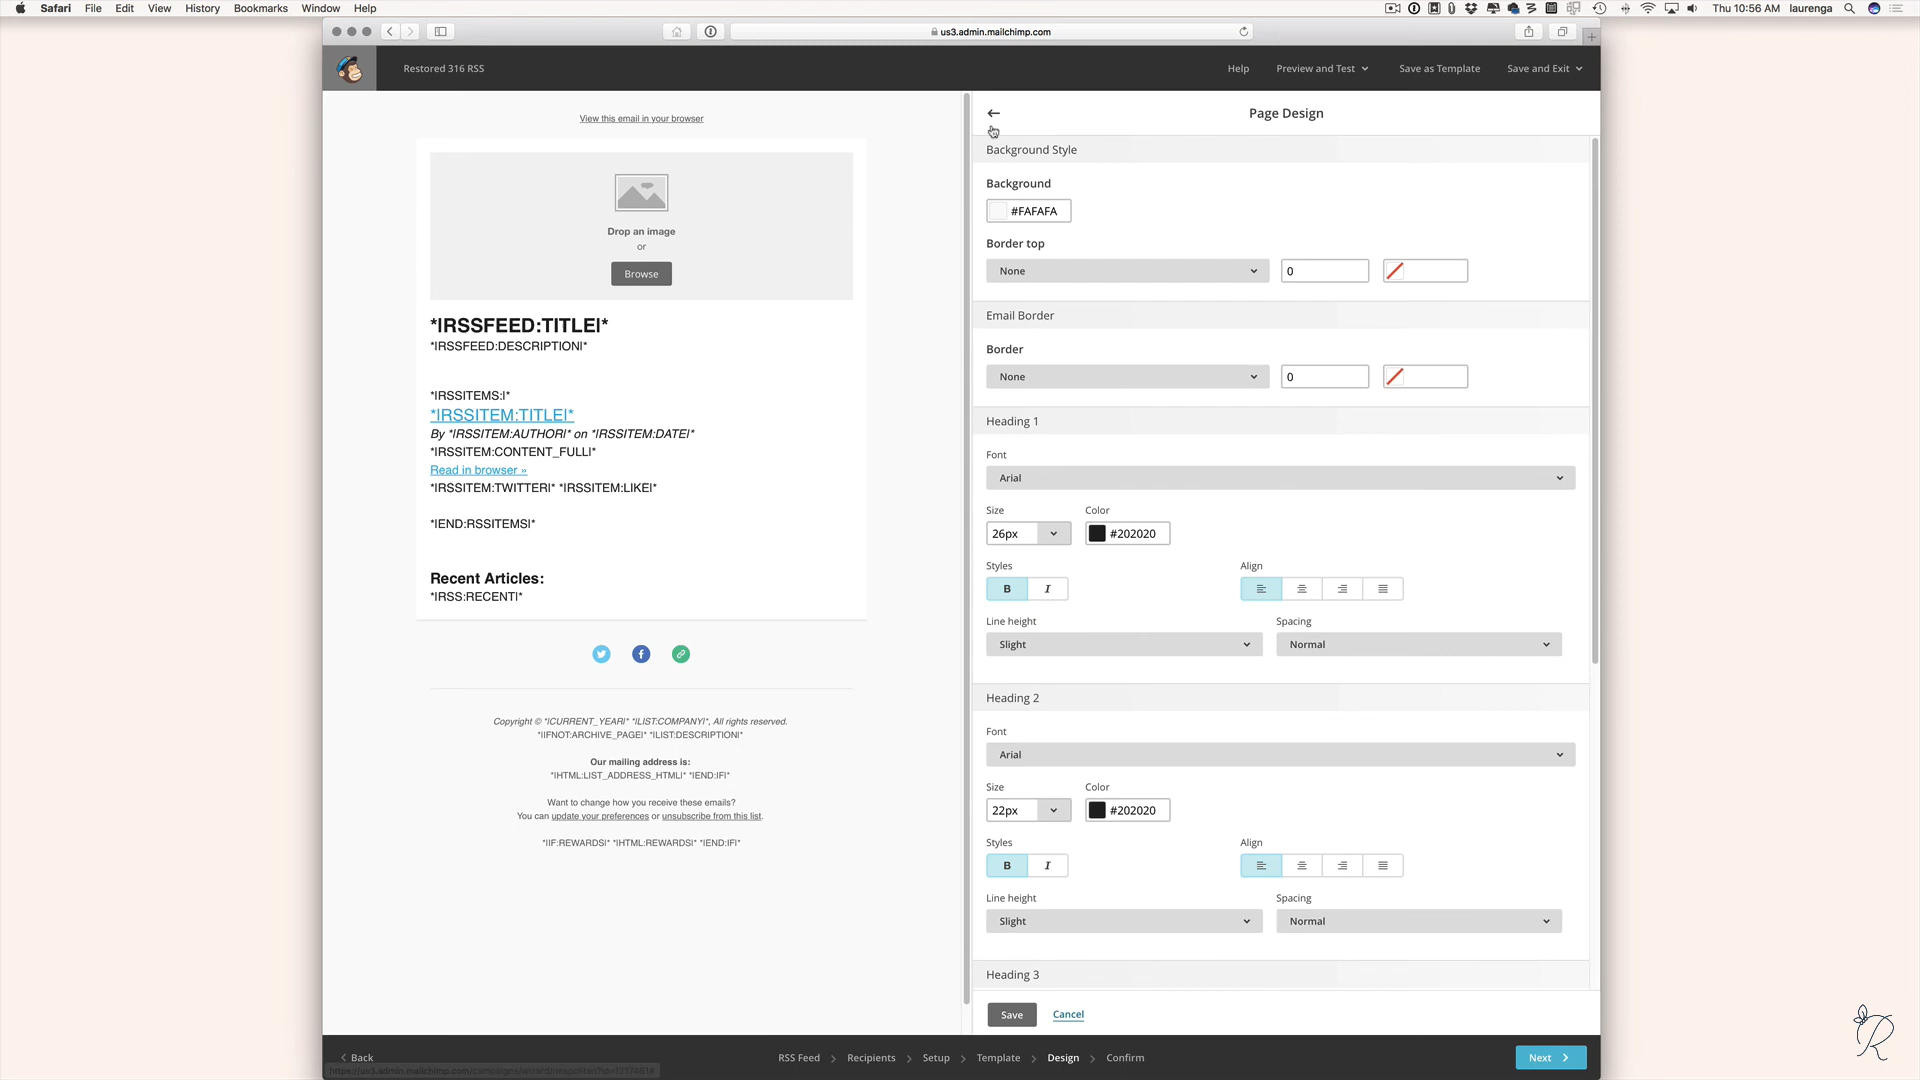 Safari File Edit View History Bookmarks Window Help
Thu 10:56 AM laurenga
us3.admin.mailchimp.com
Restored 316 RSS
Help Preview and Test Save as Template Save and Exit
View this email in your browser
Drop an image
or
Browse
*|RSSFEED:TITLE|*
*|RSSFEED:DESCRIPTION|*
*|RSSITEMS:|*
*|RSSITEM:TITLE|*
By *|RSSITEM:AUTHOR|* on *|RSSITEM:DATE|*
*|RSSITEM:CONTENT_FULL|*
Read in browser »
*|RSSITEM:TWITTER|* *|RSSITEM:LIKE|*
*|END:RSSITEMS|*
Recent Articles:
*|RSS:RECENT|*
Copyright © *|CURRENT_YEAR|* *|LIST:COMPANY|*, All rights reserved.
*|IFNOT:ARCHIVE_PAGE|* *|LIST:DESCRIPTION|*
Our mailing address is:
*|HTML:LIST_ADDRESS_HTML|* *|END:IF|*
Want to change how you receive these emails?
You can update your preferences or unsubscribe from this list.
*|IF:REWARDS|* *|HTML:REWARDS|* *|END:IF|*
Page Design
Background Style
Background
#FAFAFA
Border top
None 0
Email Border
Border
None 0
Heading 1
Font
Arial
Size Color
26px #202020
Styles Align
B I
Line height Spacing
Slight Normal
Heading 2
Font
Arial
Size Color
22px #202020
Styles Align
B I
Line height Spacing
Slight Normal
Heading 3
Save Cancel
Back RSS Feed Recipients Setup Template Design Confirm Next
R